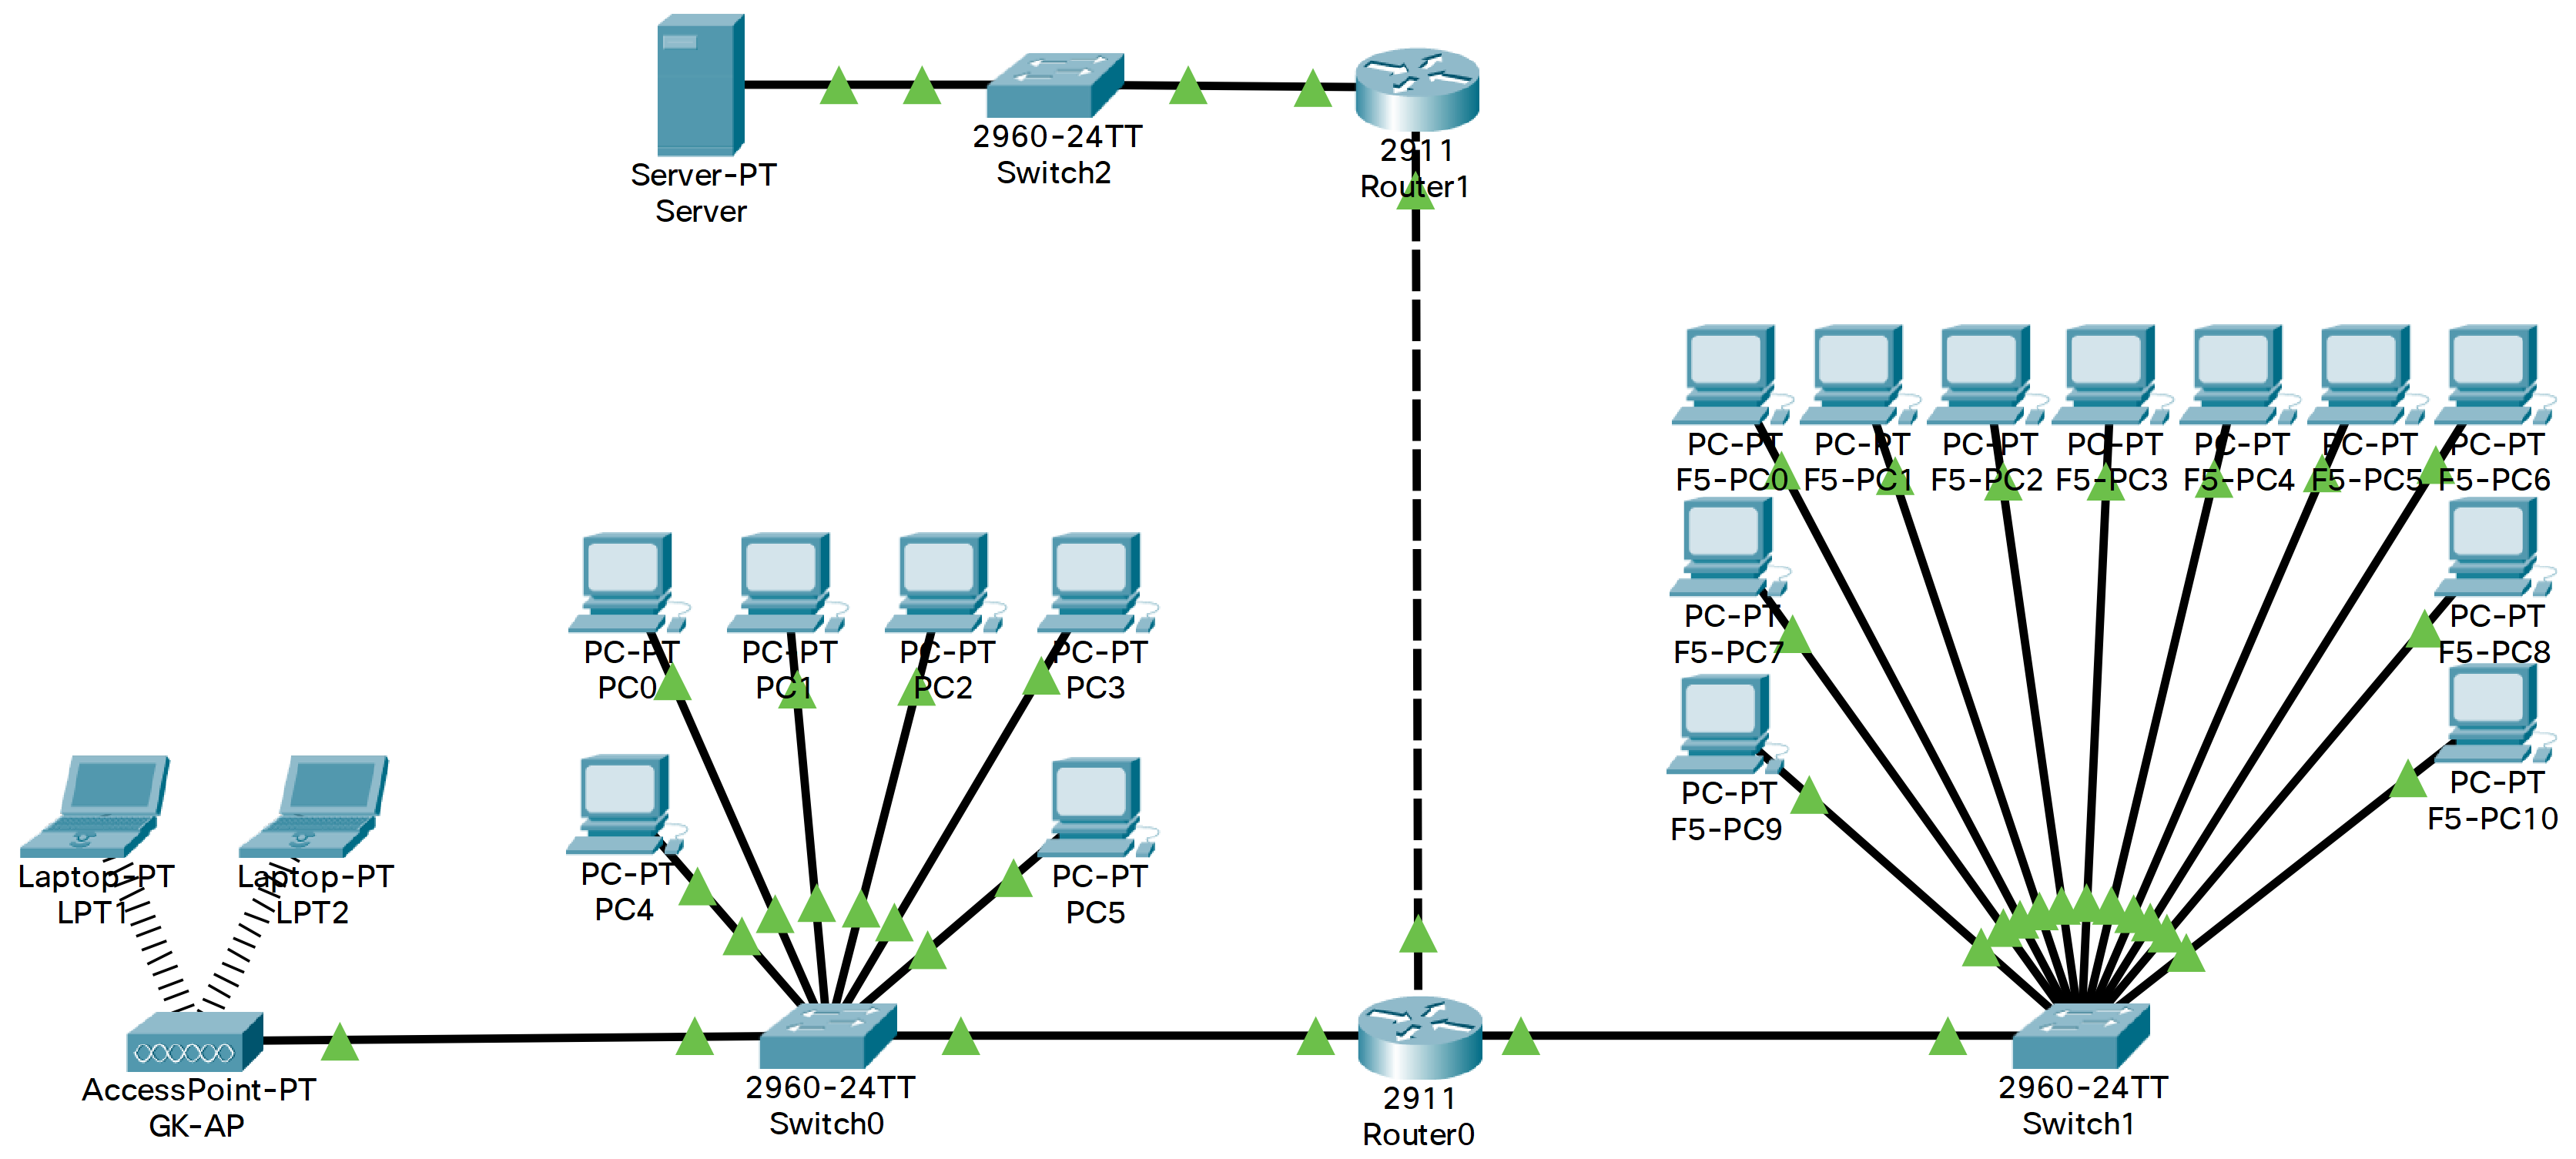 Server-PT
Server
2960-24TT
Switch2
2911
Router1
PC-PT
F5-PC0
PC-PT
F5-PC1
PC-PT
F5-PC2
PC-PT
F5-PC3
PC-PT
F5-PC4
PC-PT
F5-PC5
PC-PT
F5-PC6
PC-PT
F5-PC7
PC-PT
F5-PC8
PC-PT
F5-PC9
PC-PT
F5-PC10
PC-PT
PC0
PC-PT
PC1
PC-PT
PC2
PC-PT
PC3
PC-PT
PC4
PC-PT
PC5
Laptop-PT
LPT1
Laptop-PT
LPT2
AccessPoint-PT
GK-AP
2960-24TT
Switch0
2911
Router0
2960-24TT
Switch1